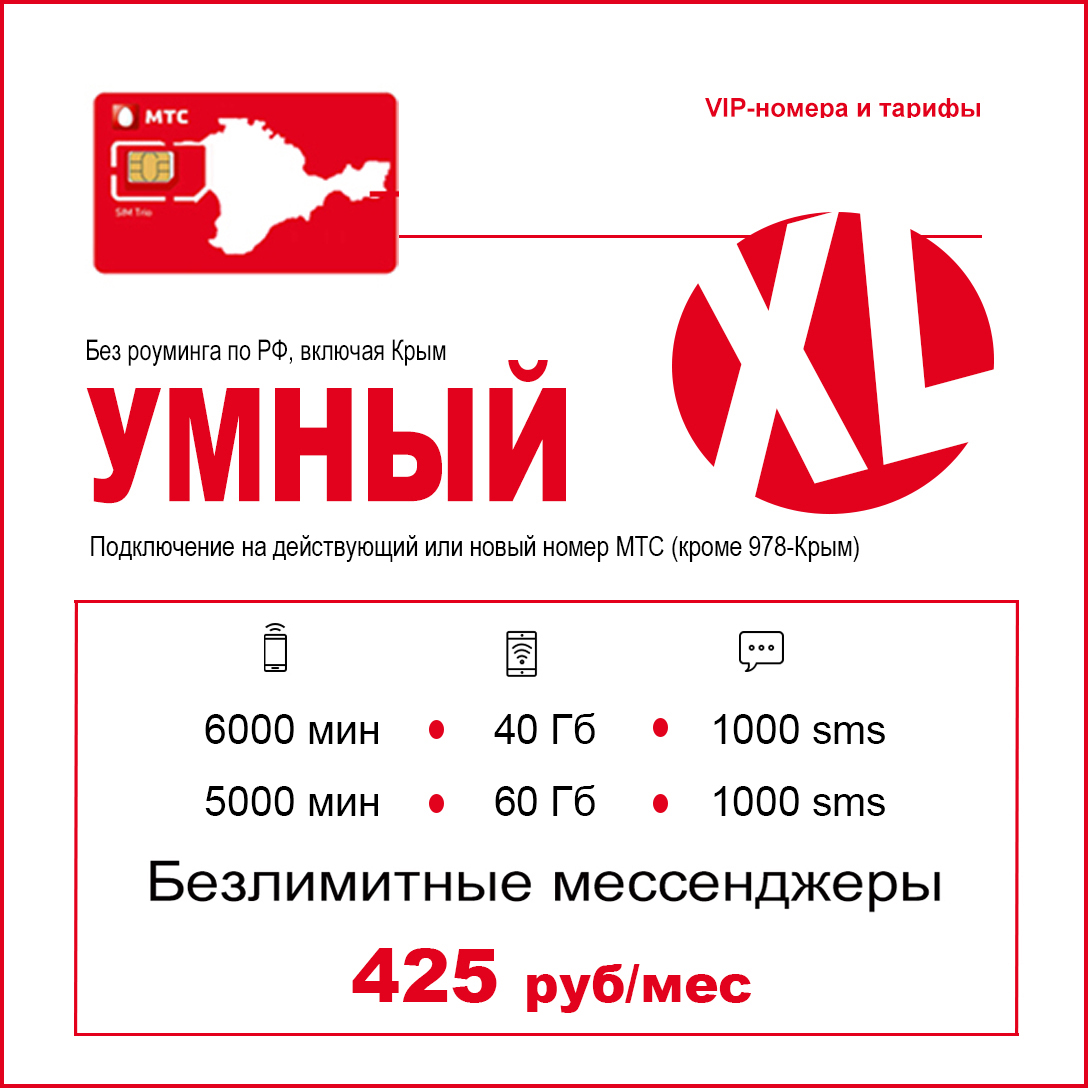 МТС
SIM Trio
VIP-номера и тарифы
XL
Без роуминга по РФ, включая Крым
УМНЫЙ
Подключение на действующий или новый номер МТС (кроме 978-Крым)
6000 мин • 40 Гб • 1000 sms
5000 мин • 60 Гб • 1000 sms
Безлимитные мессенджеры
425 руб/мес